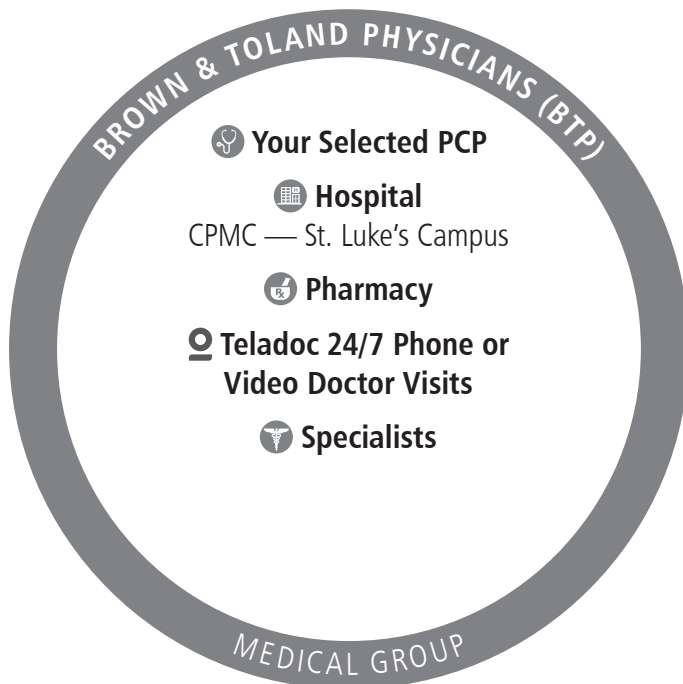 BROWN & TOLAND PHYSICIANS (BTP)
Your Selected PCP
Hospital
CPMC — St. Luke's Campus
Rx
Pharmacy
Teladoc 24/7 Phone or
Video Doctor Visits
Specialists
MEDICAL GROUP